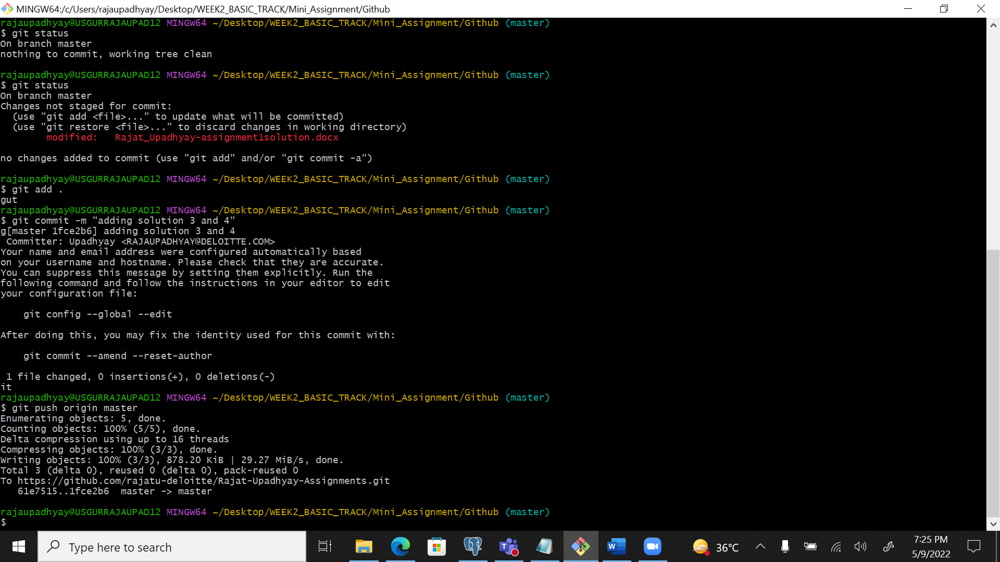 MINGW64:/c/Users/rajaupadhyay/Desktop/WEEK2_BASIC_TRACK/Mini_Assignment/Github
rajaupadhyay@USGURRAJAUPAD12 MINGW64 ~/Desktop/WEEK2_BASIC_TRACK/Mini_Assignment/Github (master)
$ git status
On branch master
nothing to commit, working tree clean

rajaupadhyay@USGURRAJAUPAD12 MINGW64 ~/Desktop/WEEK2_BASIC_TRACK/Mini_Assignment/Github (master)
$ git status
On branch master
Changes not staged for commit:
  (use "git add <file>..." to update what will be committed)
  (use "git restore <file>..." to discard changes in working directory)
        modified:   Rajat_Upadhyay-assignment1solution.docx

no changes added to commit (use "git add" and/or "git commit -a")

rajaupadhyay@USGURRAJAUPAD12 MINGW64 ~/Desktop/WEEK2_BASIC_TRACK/Mini_Assignment/Github (master)
$ git add .
gut
rajaupadhyay@USGURRAJAUPAD12 MINGW64 ~/Desktop/WEEK2_BASIC_TRACK/Mini_Assignment/Github (master)
$ git commit -m "adding solution 3 and 4"
g[master 1fce2b6] adding solution 3 and 4
 Committer: Upadhyay <RAJAUPADHYAY@DELOITTE.COM>
Your name and email address were configured automatically based
on your username and hostname. Please check that they are accurate.
You can suppress this message by setting them explicitly. Run the
following command and follow the instructions in your editor to edit
your configuration file:

    git config --global --edit

After doing this, you may fix the identity used for this commit with:

    git commit --amend --reset-author

 1 file changed, 0 insertions(+), 0 deletions(-)
it
rajaupadhyay@USGURRAJAUPAD12 MINGW64 ~/Desktop/WEEK2_BASIC_TRACK/Mini_Assignment/Github (master)
$ git push origin master
Enumerating objects: 5, done.
Counting objects: 100% (5/5), done.
Delta compression using up to 16 threads
Compressing objects: 100% (3/3), done.
Writing objects: 100% (3/3), 878.20 KiB | 29.27 MiB/s, done.
Total 3 (delta 0), reused 0 (delta 0), pack-reused 0
To https://github.com/rajatu-deloitte/Rajat-Upadhyay-Assignments.git
   61e7515..1fce2b6  master -> master

rajaupadhyay@USGURRAJAUPAD12 MINGW64 ~/Desktop/WEEK2_BASIC_TRACK/Mini_Assignment/Github (master)
$
Type here to search
36°C
7:25 PM
5/9/2022